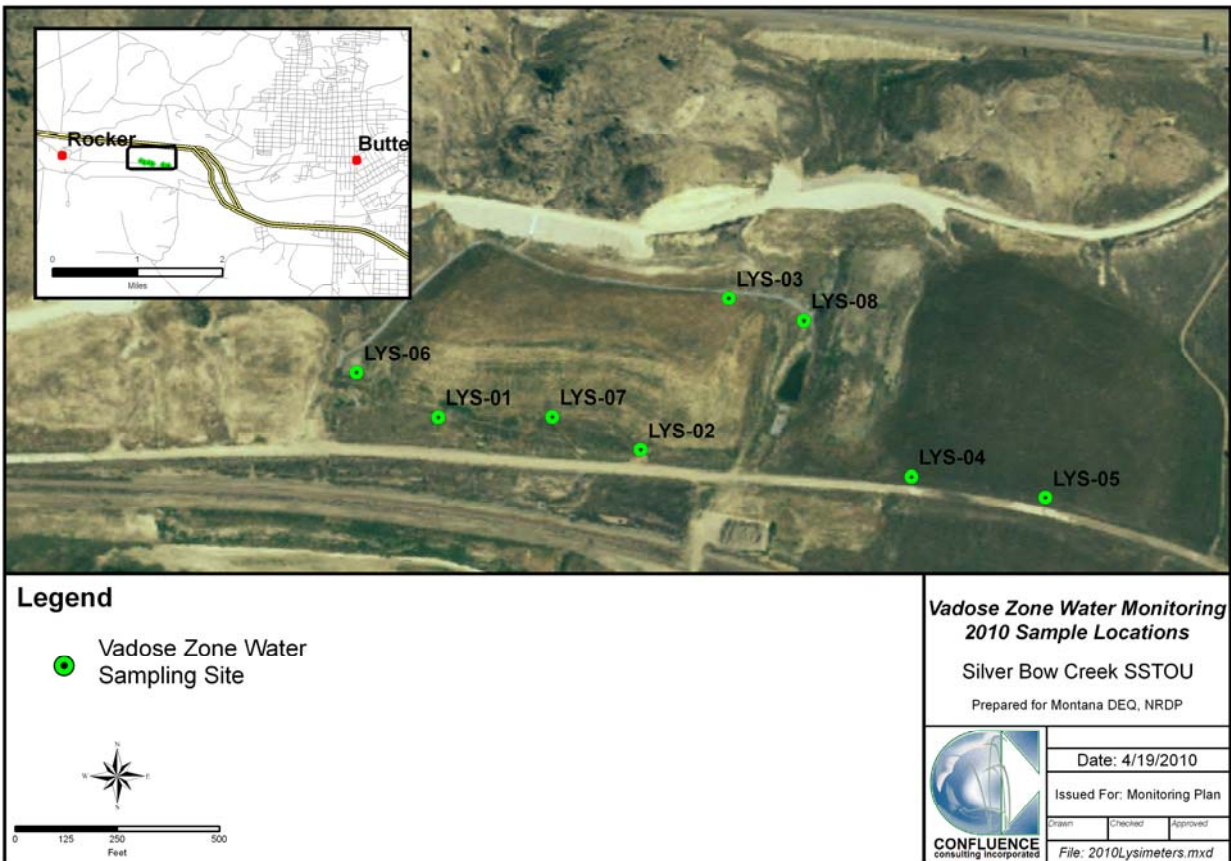 Rocker
Butte
0 1 2
Miles
LYS-03
LYS-08
LYS-06
LYS-01
LYS-07
LYS-02
LYS-04
LYS-05
Legend
Vadose Zone Water
Sampling Site
N
W E
S
0 125 250 500
Feet
Vadose Zone Water Monitoring
2010 Sample Locations
Silver Bow Creek SSTOU
Prepared for Montana DEQ, NRDP
CONFLUENCE
consulting incorporated
Date: 4/19/2010
Issued For: Monitoring Plan
Drawn Checked Approved
File: 2010Lysimeters.mxd